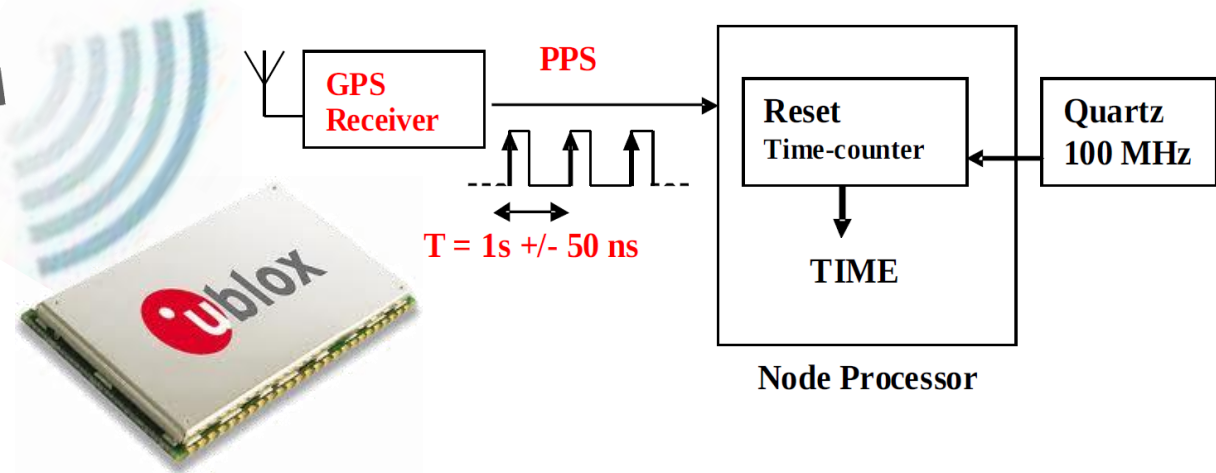 PPS
GPS
Receiver
Reset
Time-counter
Quartz
100 MHz
T = 1s +/- 50 ns
TIME
ublox
Node Processor